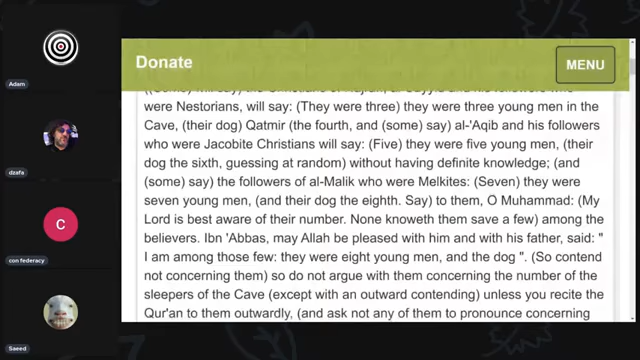 Donate
MENU
were Nestorians, will say: (They were three) they were three young men in the
Cave, (their dog) Qatmir (the fourth, and (some) say) al-'Aqib and his followers
who were Jacobite Christians will say: (Five) they were five young men, (their
dog the sixth, guessing at random) without having definite knowledge; (and
(some) say) the followers of al-Malik who were Melkites: (Seven) they were
seven young men, (and their dog the eighth. Say) to them, O Muhammad: (My
Lord is best aware of their number. None knoweth them save a few) among the
believers. Ibn 'Abbas, may Allah be pleased with him and with his father, said: "
I am among those few: they were eight young men, and the dog ". (So contend
not concerning them) so do not argue with them concerning the number of the
sleepers of the Cave (except with an outward contending) unless you recite the
Qur'an to them outwardly, (and ask not any of them to pronounce concerning
Adam
dzafa
C
con federacy
Saeed